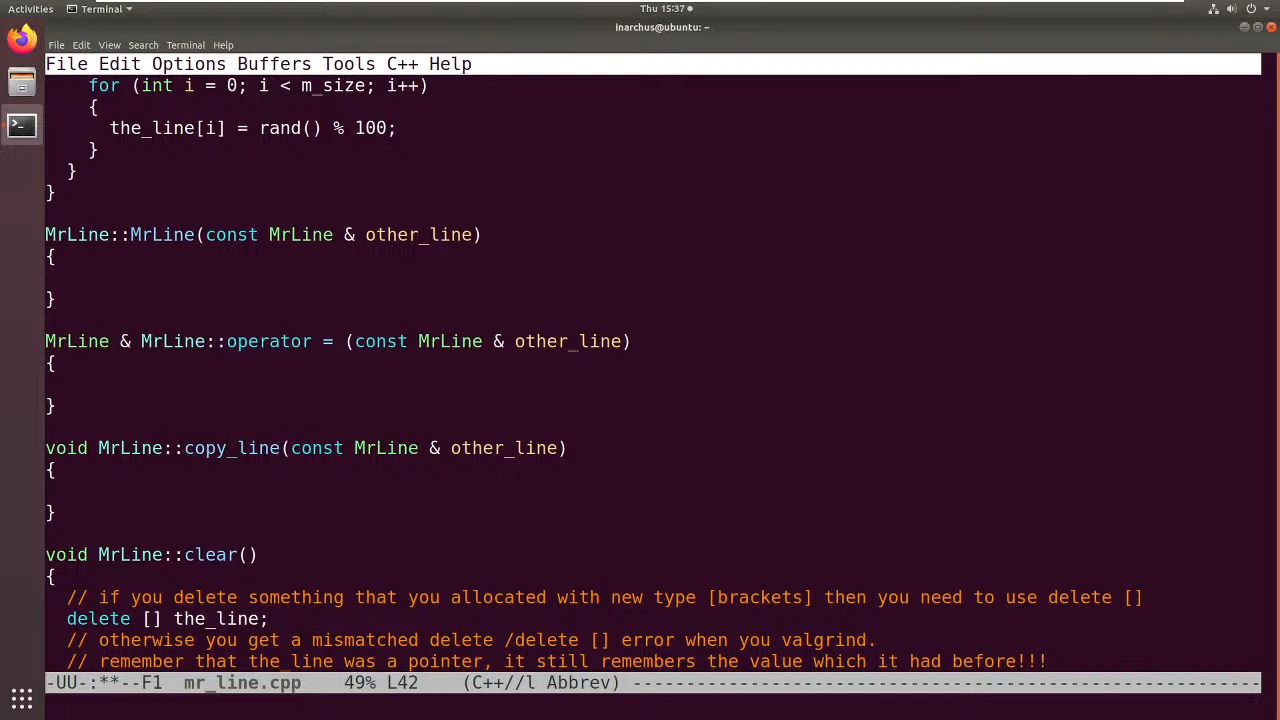 Activities
Terminal
Thu 15:37
inarchus@ubuntu: ~
File Edit View Search Terminal Help
File Edit Options Buffers Tools C++ Help
    for (int i = 0; i < m_size; i++)
    {
      the_line[i] = rand() % 100;
    }
  }
}
MrLine::MrLine(const MrLine & other_line)
{
}
MrLine & MrLine::operator = (const MrLine & other_line)
{
}
void MrLine::copy_line(const MrLine & other_line)
{
}
void MrLine::clear()
{
  // if you delete something that you allocated with new type [brackets] then you need to use delete []
  delete [] the_line;
  // otherwise you get a mismatched delete /delete [] error when you valgrind.
  // remember that the_line was a pointer, it still remembers the value which it had before!!!
-UU-:**--F1  mr_line.cpp    49% L42    (C++//l Abbrev) -----------------------------------------------------------